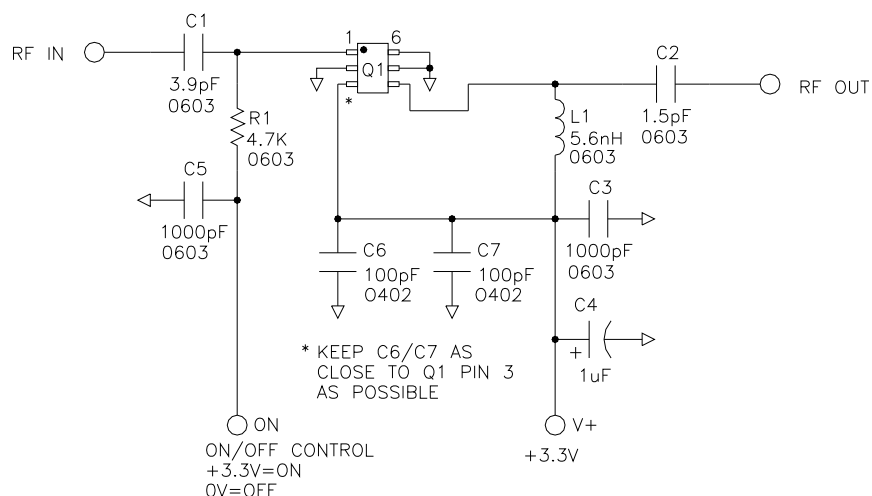 C1
RF IN
3.9pF
0603
1
6
Q1
*
C2
RF OUT
1.5pF
0603
R1
4.7K
0603
L1
5.6nH
0603
C5
1000pF
0603
C3
1000pF
0603
C6
100pF
0402
C7
100pF
0402
C4
+
1uF
* KEEP C6/C7 AS
CLOSE TO Q1 PIN 3
AS POSSIBLE
ON
ON/OFF CONTROL
+3.3V=ON
0V=OFF
V+
+3.3V